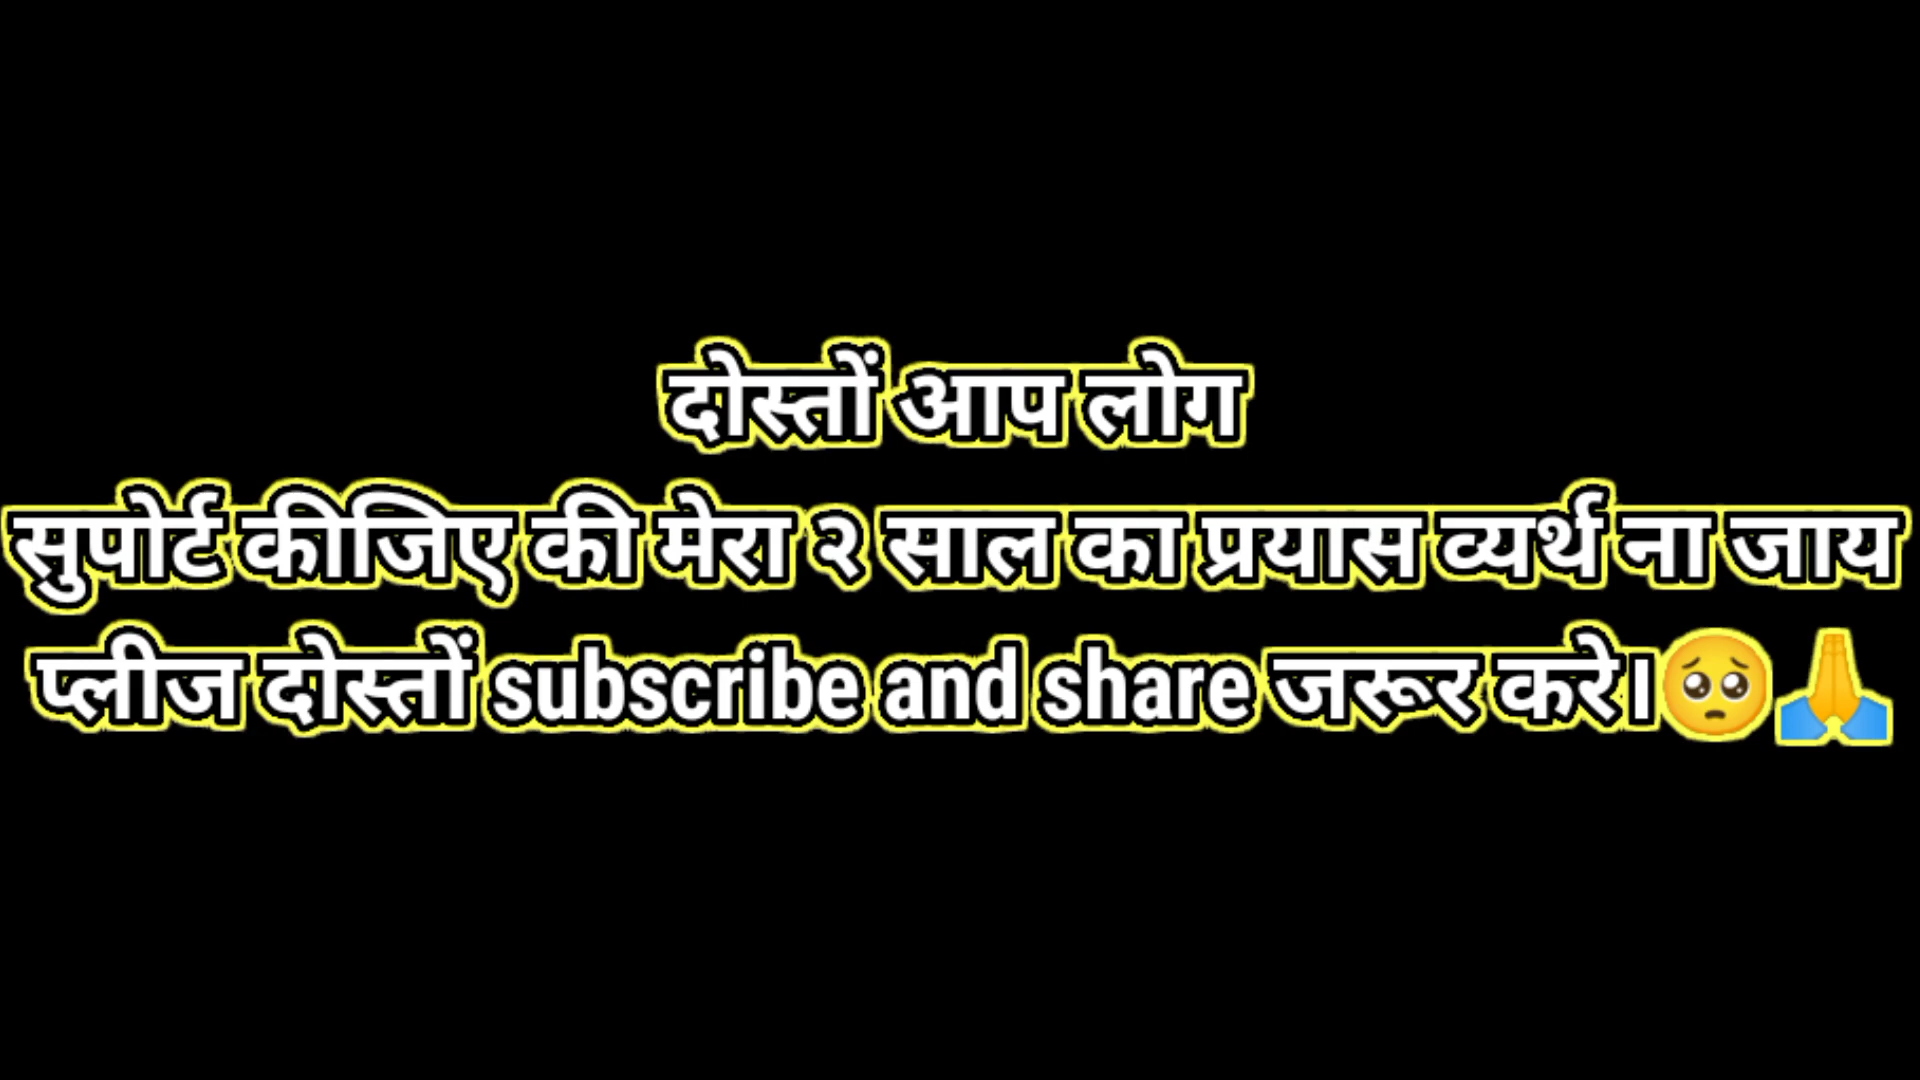 दोस्तों आप लोग
सुपोर्ट कीजिए की मेरा २ साल का प्रयास व्यर्थ ना जाय
प्लीज दोस्तों subscribe and share जरूर करे।🥺🙏